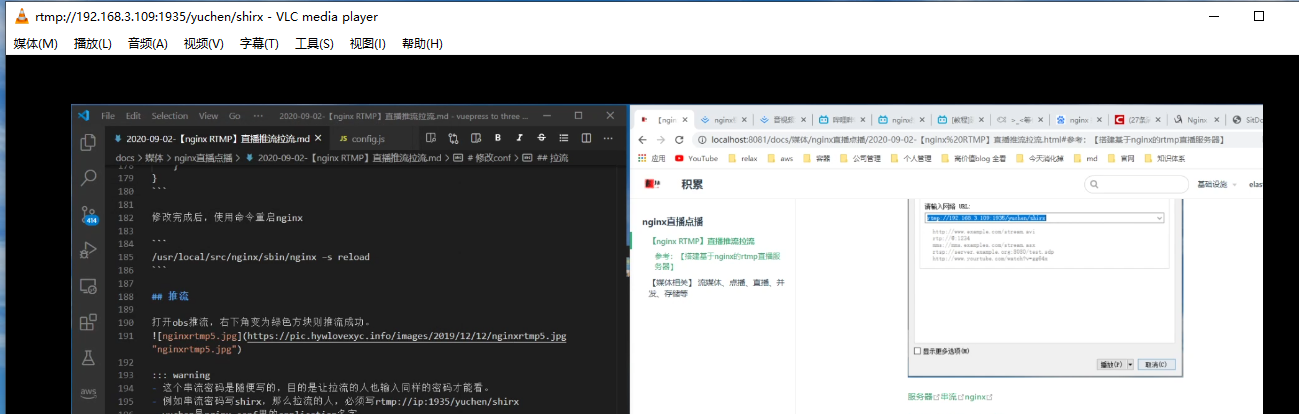 rtmp://192.168.3.109:1935/yuchen/shirx - VLC media player
媒体(M) 播放(L) 音频(A) 视频(V) 字幕(T) 工具(S) 视图(I) 帮助(H)
File Edit Selection View Go ··· 2020-09-02-【nginx RTMP】直播推流拉流.md - vuepress to three ...
2020-09-02-【nginx RTMP】直播推流拉流.md
JS config.js
docs > 媒体 > nginx直播点播 > 2020-09-02-【nginx RTMP】直播推流拉流.md > # 修改conf > ## 拉流
414
aws
179 }
180 ```
181
182 修改完成后，使用命令重启nginx
183
184 ```
185 /usr/local/src/nginx/sbin/nginx -s reload
186 ```
187
188 ## 推流
189
190 打开obs推流，右下角变为绿色方块则推流成功。
191 ![nginxrtmp5.jpg](https://pic.hywlovexyc.info/images/2019/12/12/nginxrtmp5.jpg
"nginxrtmp5.jpg")
192
193 ::: warning
194 - 这个串流密码是随便写的，目的是让拉流的人也输入同样的密码才能看。
195 - 例如串流密码写shirx，那么拉流的人，必须写rtmp://ip:1935/yuchen/shirx
【ngin
音视频
nginx
(27条)
Nginx
localhost:8081/docs/媒体/nginx直播点播/2020-09-02-【nginx%20RTMP】直播推流拉流.html#参考：【搭建基于nginx的rtmp直播服务器】
应用 YouTube relax aws 容器 公司管理 个人管理 高价值blog 全看 今天消化掉 md 官网 知识体系
积累
基础设施
elas
nginx直播点播
【nginx RTMP】直播推流拉流
参考：【搭建基于nginx的rtmp直播服
务器】
【媒体相关】 流媒体、点播、直播、并
发、存储等
请输入网络 URL:
rtmp://192.168.3.109:1935/yuchen/shirx
http://www.example.com/stream.avi
rtp://@:1234
mms://mms.examples.com/stream.asx
rtsp://server.example.org:8080/test.sdp
http://www.yourtube.com/watch?v=gg64x
显示更多选项(M)
播放(P) 取消(C)
服务器 串流 nginx